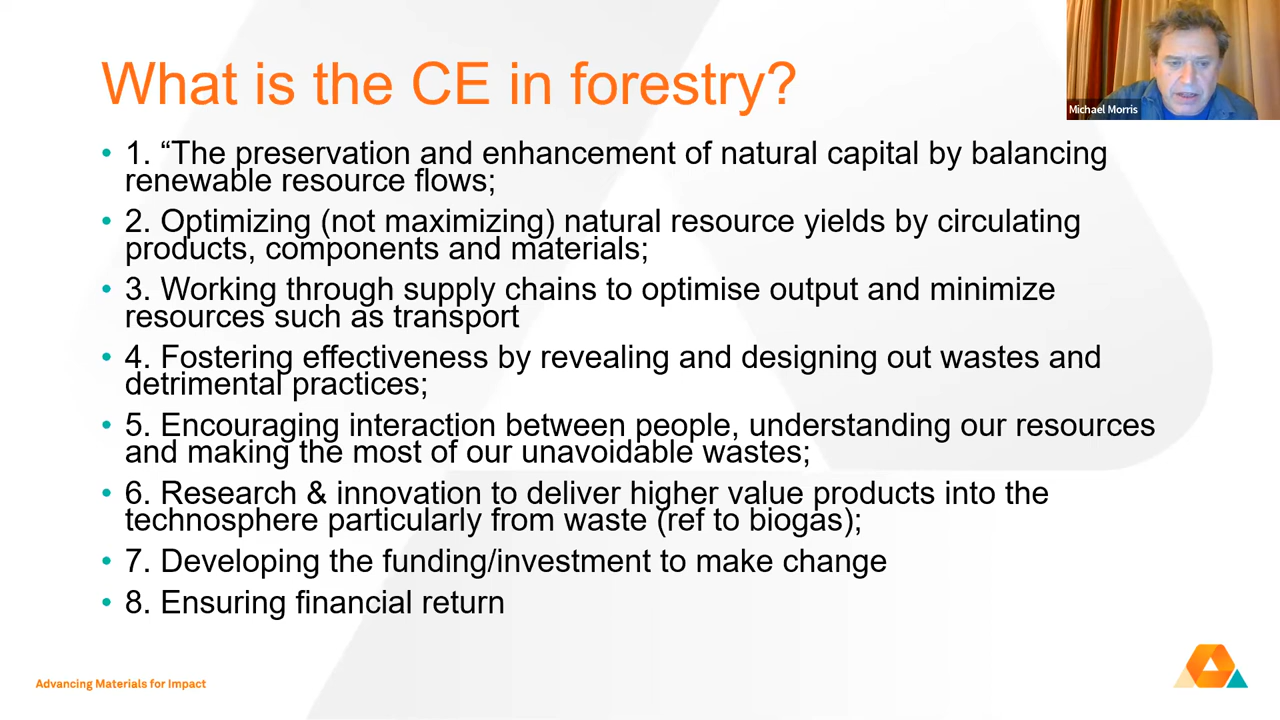 What is the CE in forestry?
Michael Morris
• 1. “The preservation and enhancement of natural capital by balancing
renewable resource flows;
• 2. Optimizing (not maximizing) natural resource yields by circulating
products, components and materials;
• 3. Working through supply chains to optimise output and minimize
resources such as transport
• 4. Fostering effectiveness by revealing and designing out wastes and
detrimental practices;
• 5. Encouraging interaction between people, understanding our resources
and making the most of our unavoidable wastes;
• 6. Research & innovation to deliver higher value products into the
technosphere particularly from waste (ref to biogas);
• 7. Developing the funding/investment to make change
• 8. Ensuring financial return
Advancing Materials for Impact